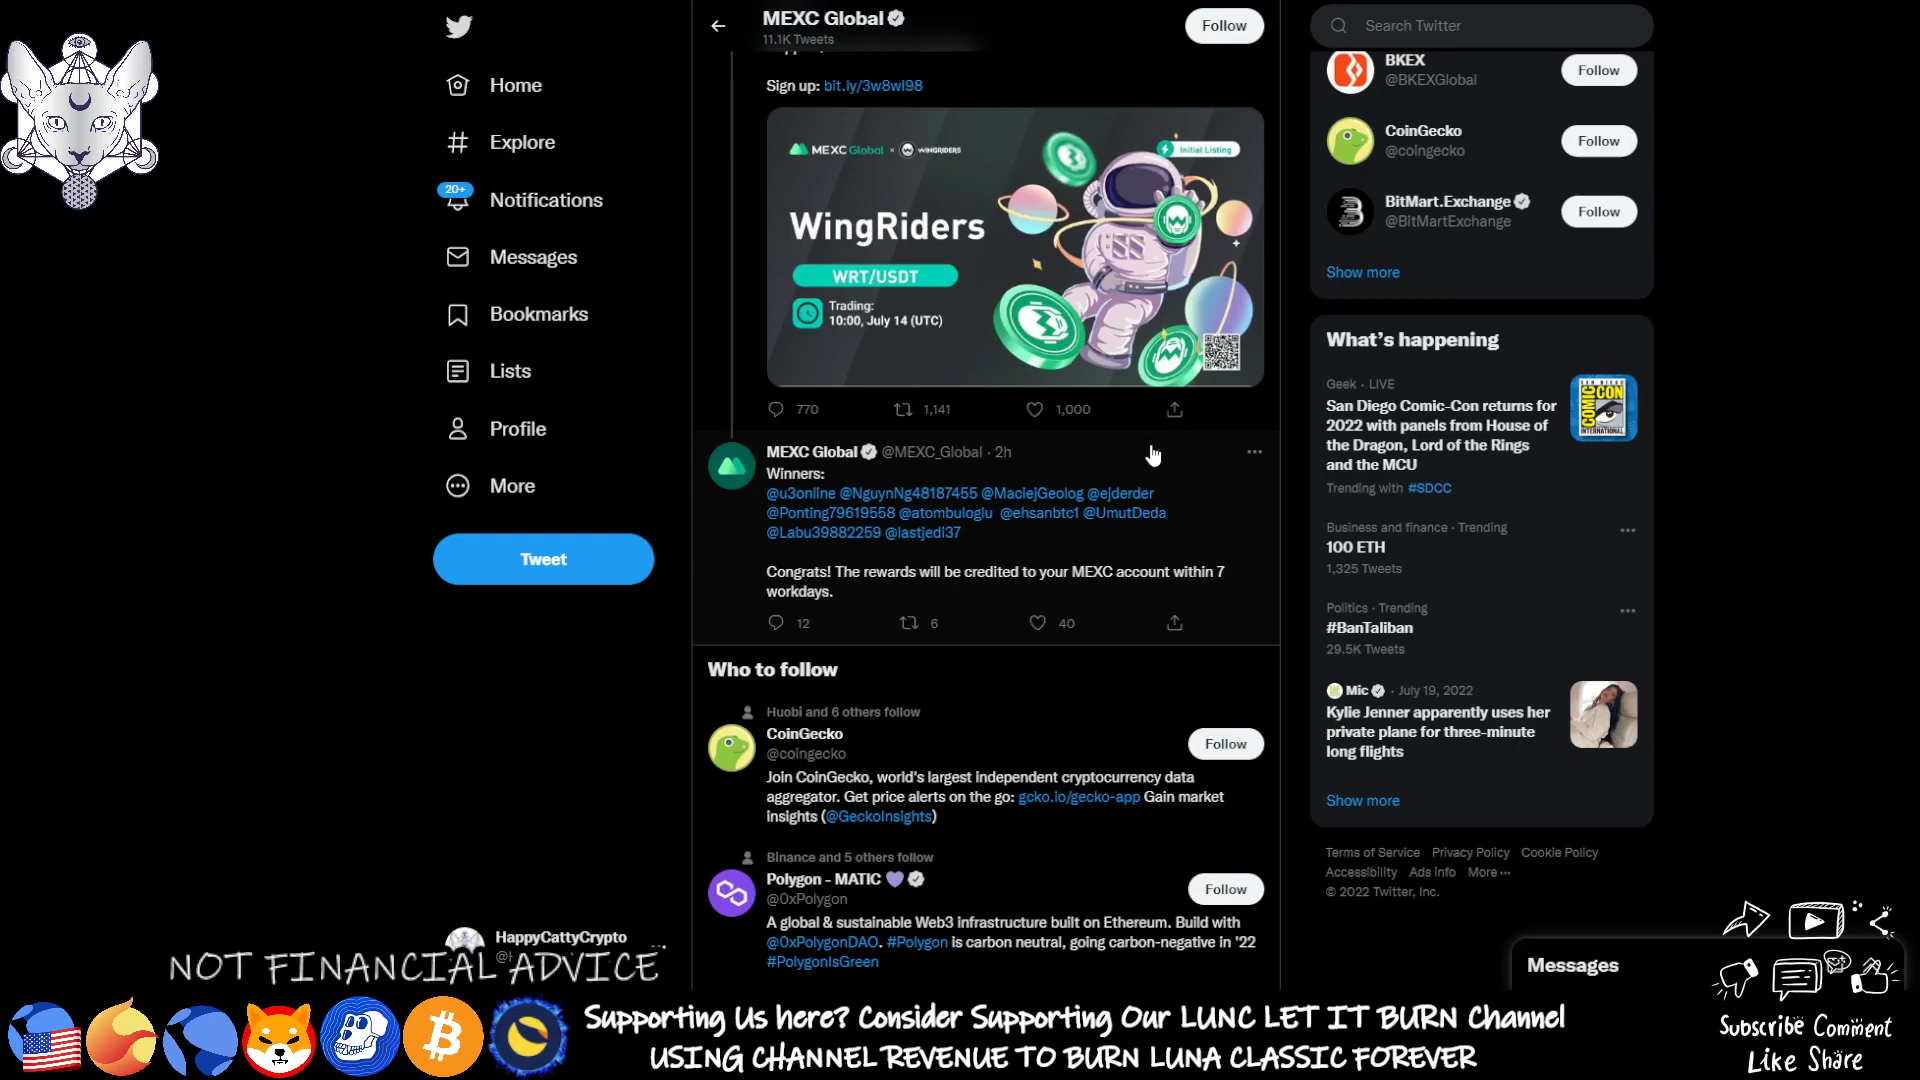 MEXC Global
11.1K Tweets
Follow
Search Twitter
Home
Explore
20+
Notifications
Messages
Bookmarks
Lists
Profile
More
Tweet
HappyCattyCrypto
Sign up: bit.ly/3w8wI98
MEXC Global × WINGRIDERS
Initial Listing
WingRiders
WRT/USDT
Trading:
10:00, July 14 (UTC)
770 1,141 1,000
MEXC Global @MEXC_Global · 2h
Winners:
@u3online @NguynNg48187455 @MaciejGeolog @ejderder
@Ponting79619558 @atombuloglu @ehsanbtc1 @UmutDeda
@Labu39882259 @lastjedi37
Congrats! The rewards will be credited to your MEXC account within 7
workdays.
12 6 40
Who to follow
Huobi and 6 others follow
CoinGecko
@coingecko
Follow
Join CoinGecko, world's largest independent cryptocurrency data
aggregator. Get price alerts on the go: gcko.io/gecko-app Gain market
insights (@GeckoInsights)
Binance and 5 others follow
Polygon - MATIC
@0xPolygon
Follow
A global & sustainable Web3 infrastructure built on Ethereum. Build with
@0xPolygonDAO. #Polygon is carbon neutral, going carbon-negative in '22
#PolygonIsGreen
BKEX
@BKEXGlobal
Follow
CoinGecko
@coingecko
Follow
BitMart.Exchange
@BitMartExchange
Follow
Show more
What's happening
Geek · LIVE
San Diego Comic-Con returns for
2022 with panels from House of
the Dragon, Lord of the Rings
and the MCU
Trending with #SDCC
COMIC CON
INTERNATIONAL
Business and finance · Trending
100 ETH
1,325 Tweets
Politics · Trending
#BanTaliban
29.5K Tweets
Mic · July 19, 2022
Kylie Jenner apparently uses her
private plane for three-minute
long flights
Show more
Terms of Service Privacy Policy Cookie Policy
Accessibility Ads info More ···
© 2022 Twitter, Inc.
Messages
NOT FINANCIAL ADVICE
Supporting Us here? Consider Supporting Our LUNC LET IT BURN Channel
USING CHANNEL REVENUE TO BURN LUNA CLASSIC FOREVER
Subscribe Comment
Like Share